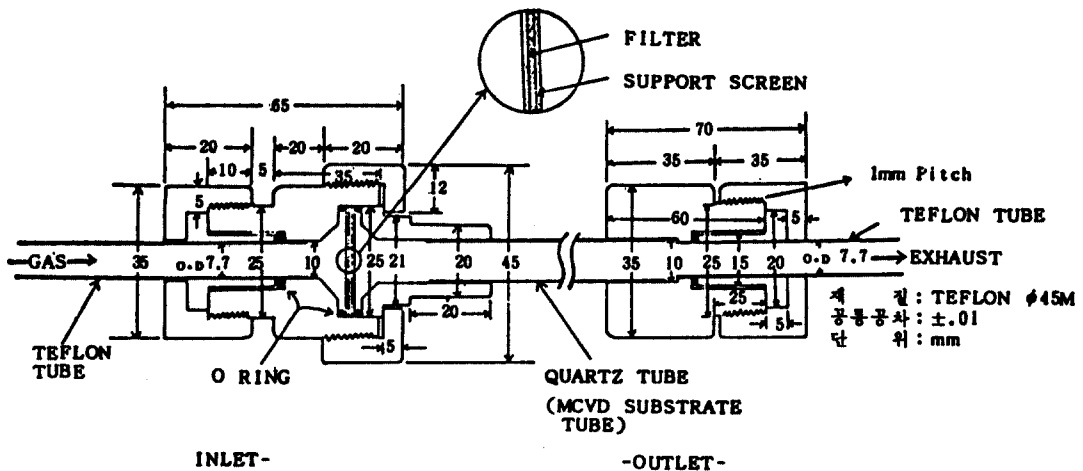 FILTER
SUPPORT SCREEN
65
70
20 20 20
35 35
10 5 35
12
1mm Pitch
5
60
5
TEFLON TUBE
GAS
35
O.D 7.7
25
10
25
21
20
45
35
10
25
15
20
O.D 7.7
EXHAUST
20
25
5
5
재 질 : TEFLON φ45M
공통공차 : ±.01
단 위 : mm
TEFLON
TUBE
O RING
QUARTZ TUBE
(MCVD SUBSTRATE
TUBE)
INLET-
-OUTLET-